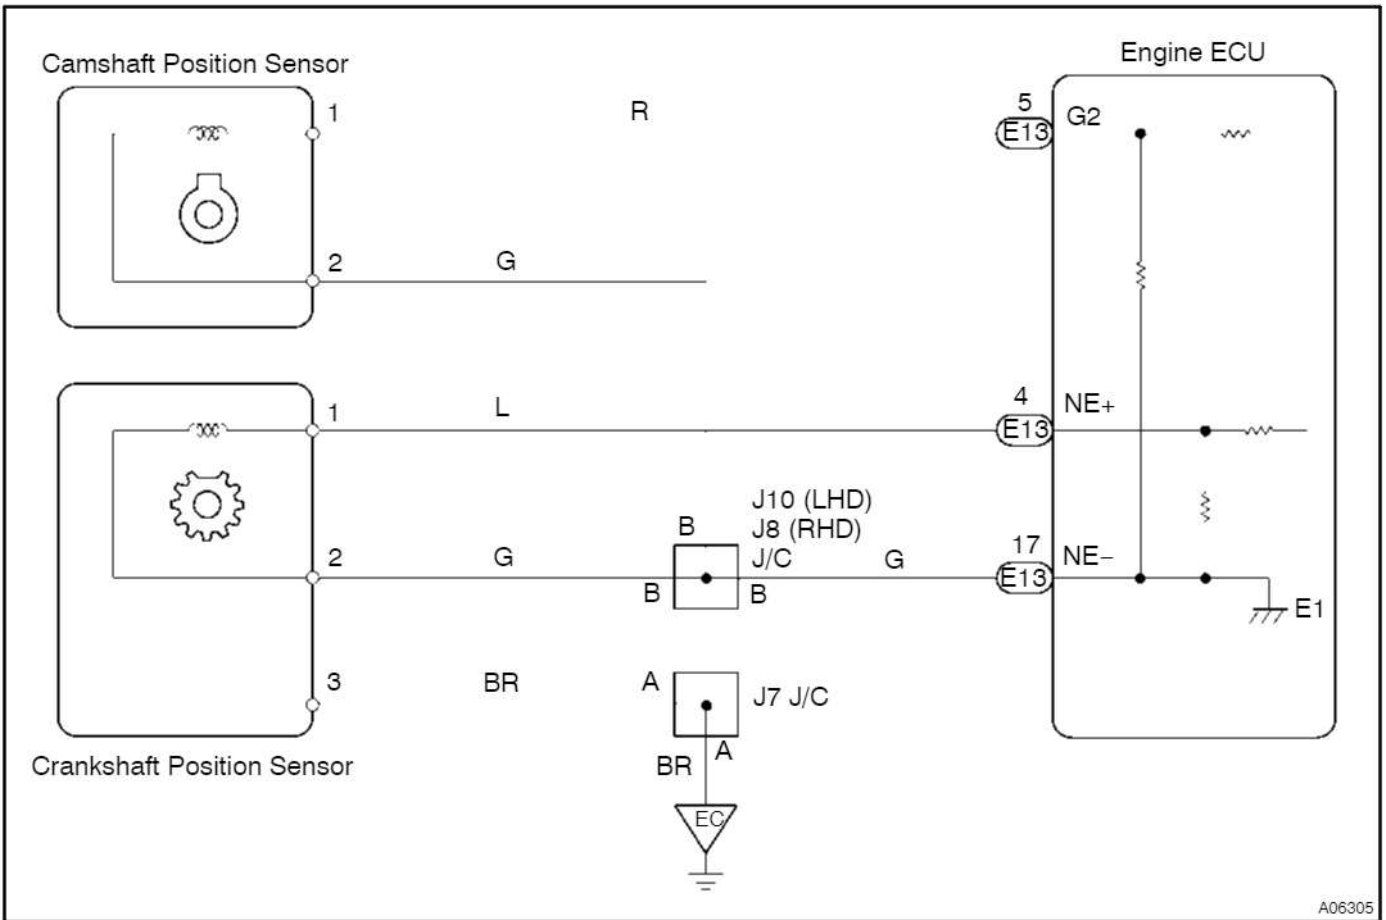 Camshaft Position Sensor
Engine ECU
1
R
5
E13
G2
2
G
1
L
4
E13
NE+
J10 (LHD)
J8 (RHD)
J/C
B
2
G
B
B
G
17
E13
NE−
E1
3
BR
A
J7 J/C
A
BR
EC
Crankshaft Position Sensor
A06305